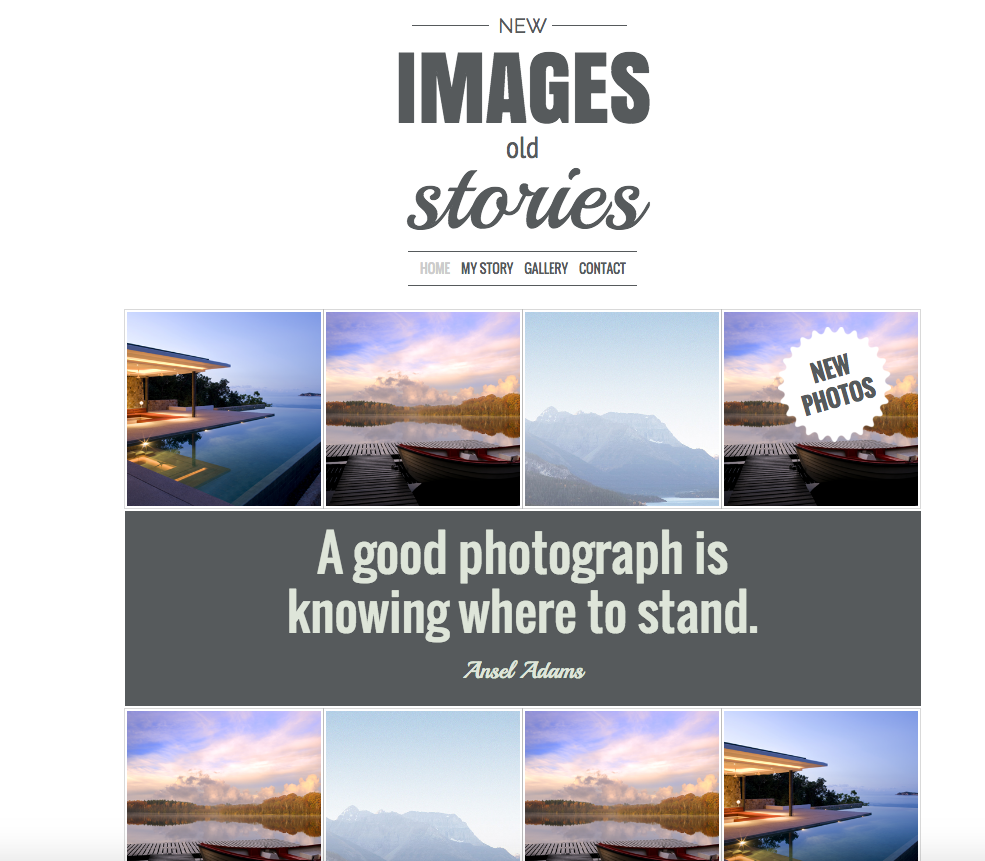 NEW
IMAGES
old
stories
HOME MY STORY GALLERY CONTACT
NEW
PHOTOS
A good photograph is
knowing where to stand.
Ansel Adams